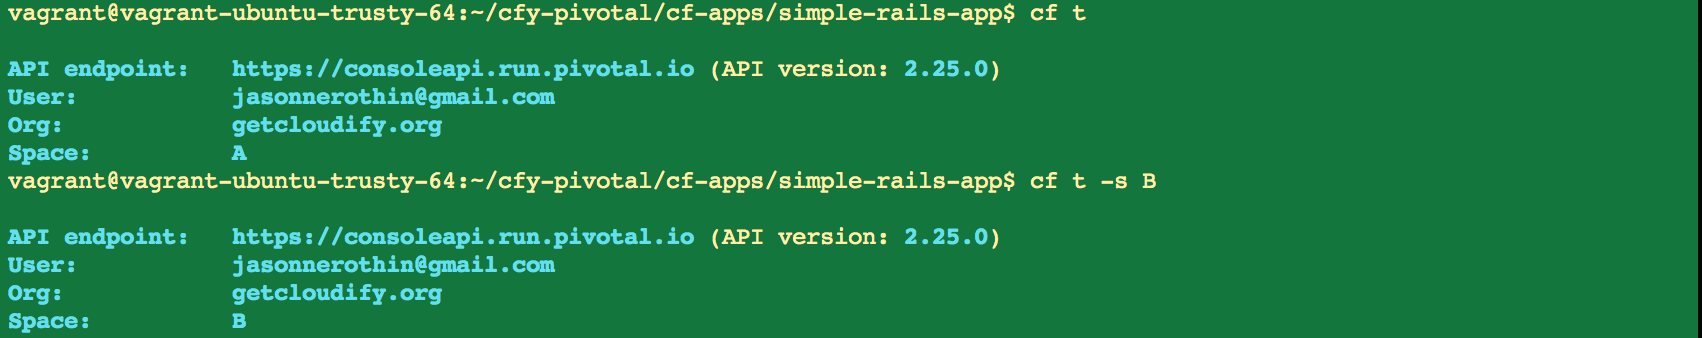 vagrant@vagrant-ubuntu-trusty-64:~/cfy-pivotal/cf-apps/simple-rails-app$ cf t
API endpoint: https://consoleapi.run.pivotal.io (API version: 2.25.0)
User: jasonnerothin@gmail.com
Org: getcloudify.org
Space: A
vagrant@vagrant-ubuntu-trusty-64:~/cfy-pivotal/cf-apps/simple-rails-app$ cf t -s B
API endpoint: https://consoleapi.run.pivotal.io (API version: 2.25.0)
User: jasonnerothin@gmail.com
Org: getcloudify.org
Space: B